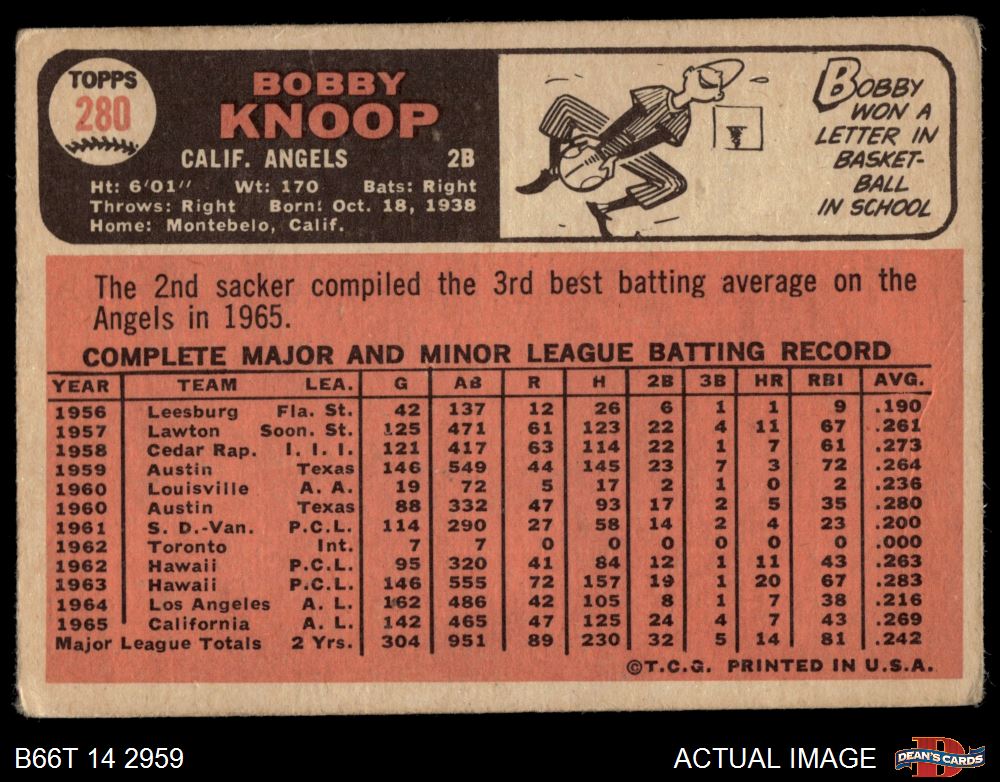 TOPPS
280
BOBBY
KNOOP
CALIF. ANGELS 2B
Ht: 6'01" Wt: 170 Bats: Right
Throws: Right Born: Oct. 18, 1938
Home: Montebelo, Calif.
BOBBY
WON A
LETTER IN
BASKET-
BALL
IN SCHOOL
The 2nd sacker compiled the 3rd best batting average on the
Angels in 1965.
COMPLETE MAJOR AND MINOR LEAGUE BATTING RECORD
YEAR TEAM LEA. G AB R H 2B 3B HR RBI AVG.
1956 Leesburg Fla. St. 42 137 12 26 6 1 1 9 .190
1957 Lawton Soon. St. 125 471 61 123 22 4 11 67 .261
1958 Cedar Rap. I. I. I. 121 417 63 114 22 1 7 61 .273
1959 Austin Texas 146 549 44 145 23 7 3 72 .264
1960 Louisville A. A. 19 72 5 17 2 1 0 2 .236
1960 Austin Texas 88 332 47 93 17 2 5 35 .280
1961 S. D.-Van. P.C.L. 114 290 27 58 14 2 4 23 .200
1962 Toronto Int. 7 7 0 0 0 0 0 0 .000
1962 Hawaii P.C.L. 95 320 41 84 12 1 11 43 .263
1963 Hawaii P.C.L. 146 555 72 157 19 1 20 67 .283
1964 Los Angeles A. L. 162 486 42 105 8 1 7 38 .216
1965 California A. L. 142 465 47 125 24 4 7 43 .269
Major League Totals 2 Yrs. 304 951 89 230 32 5 14 81 .242
©T.C.G. PRINTED IN U.S.A.
B66T 14 2959
ACTUAL IMAGE
D
DEAN'S CARDS